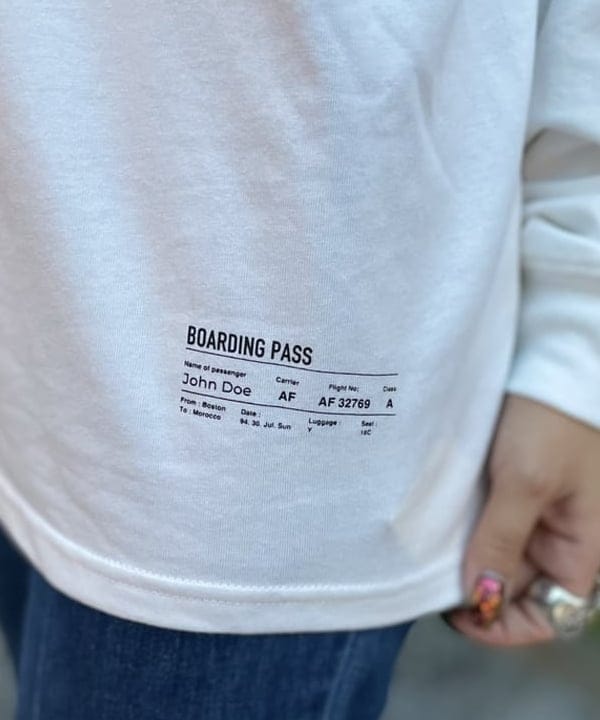 BOARDING PASS
Name of passenger Carrier Flight No: Class
John Doe AF AF 32769 A
From : Boston Date : Luggage : Seat :
To : Morocco 94. 30. Jul. Sun Y 18C